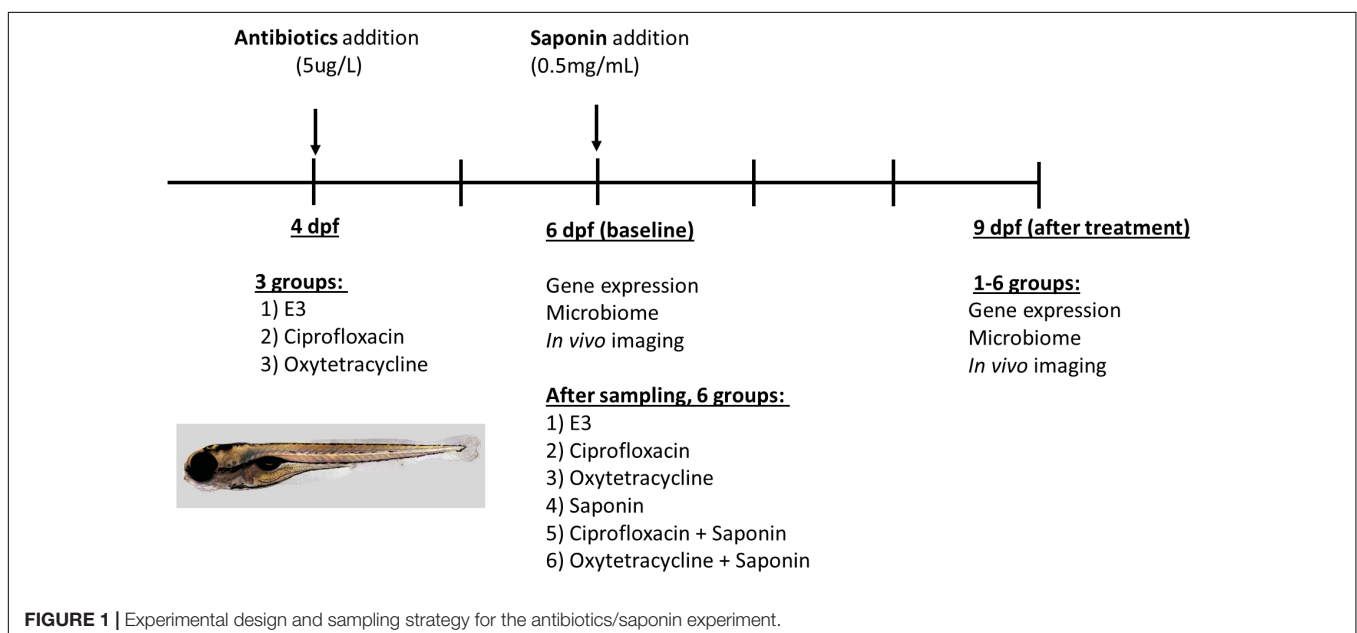 Antibiotics addition
(5ug/L)
Saponin addition
(0.5mg/mL)
4 dpf
3 groups:
1) E3
2) Ciprofloxacin
3) Oxytetracycline
6 dpf (baseline)
Gene expression
Microbiome
In vivo imaging
After sampling, 6 groups:
1) E3
2) Ciprofloxacin
3) Oxytetracycline
4) Saponin
5) Ciprofloxacin + Saponin
6) Oxytetracycline + Saponin
9 dpf (after treatment)
1-6 groups:
Gene expression
Microbiome
In vivo imaging
FIGURE 1 | Experimental design and sampling strategy for the antibiotics/saponin experiment.